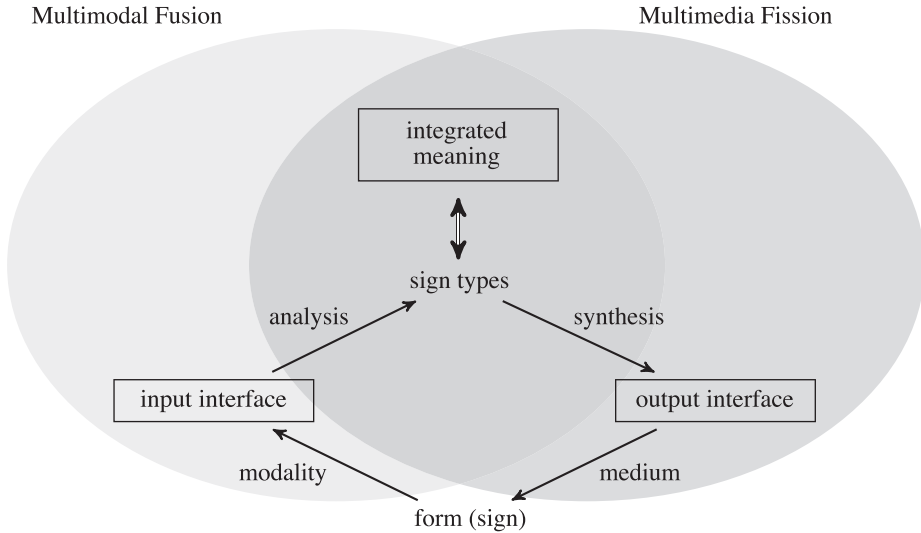 Multimodal Fusion
Multimedia Fission
integrated
meaning
sign types
analysis
synthesis
input interface
output interface
modality
medium
form (sign)